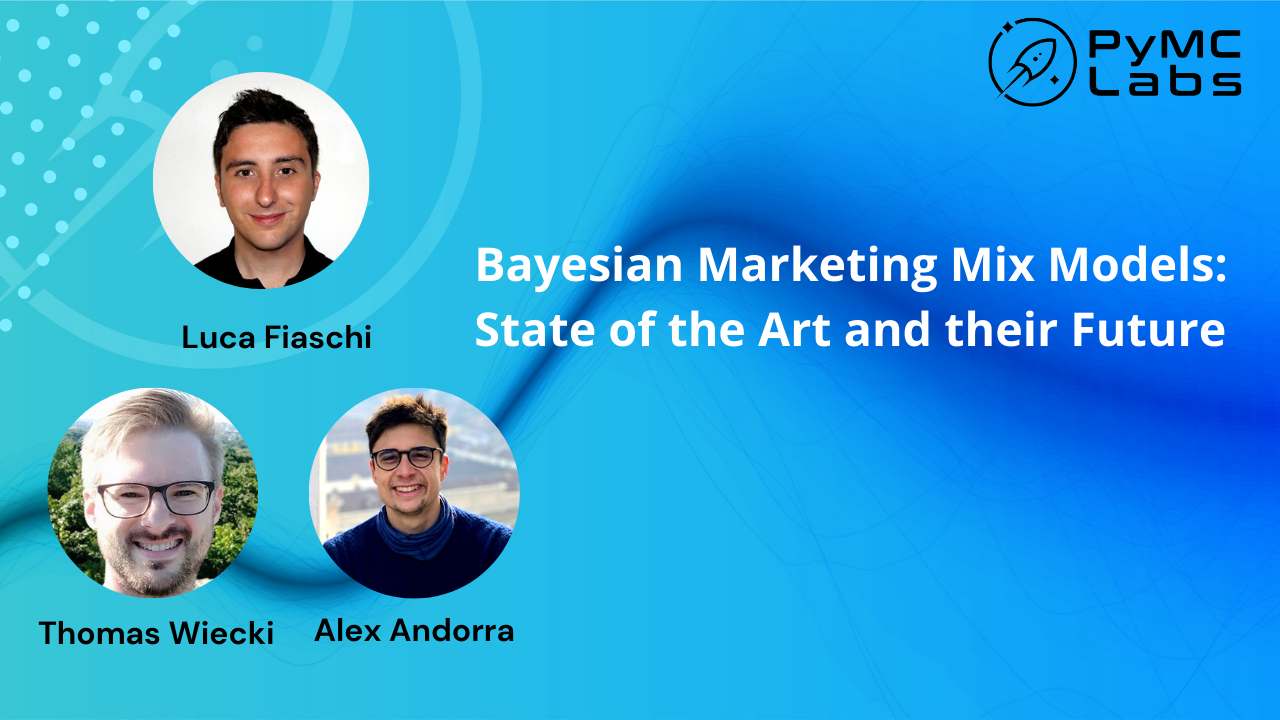 PyMC
Labs
Bayesian Marketing Mix Models:
State of the Art and their Future
Luca Fiaschi
Thomas Wiecki
Alex Andorra